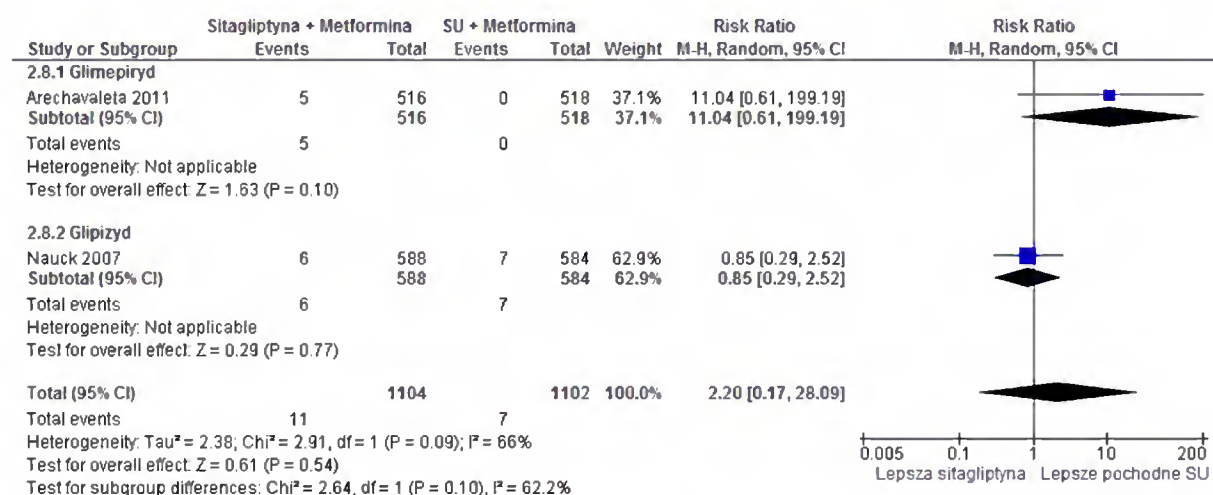 Sitagliptyna + Metformina SU + Metformina Risk Ratio Risk Ratio
Study or Subgroup Events Total Events Total Weight M-H, Random, 95% CI M-H, Random, 95% CI
2.8.1 Glimepiryd
Arechavaleta 2011 5 516 0 518 37.1% 11.04 [0.61, 199.19]
Subtotal (95% CI) 516 518 37.1% 11.04 [0.61, 199.19]
Total events 5 0
Heterogeneity: Not applicable
Test for overall effect: Z = 1.63 (P = 0.10)
2.8.2 Glipizyd
Nauck 2007 6 588 7 584 62.9% 0.85 [0.29, 2.52]
Subtotal (95% CI) 588 584 62.9% 0.85 [0.29, 2.52]
Total events 6 7
Heterogeneity: Not applicable
Test for overall effect: Z = 0.29 (P = 0.77)
Total (95% CI) 1104 1102 100.0% 2.20 [0.17, 28.09]
Total events 11 7
Heterogeneity: Tau² = 2.38; Chi² = 2.91, df = 1 (P = 0.09); I² = 66%
Test for overall effect: Z = 0.61 (P = 0.54)
Test for subgroup differences: Chi² = 2.64, df = 1 (P = 0.10), I² = 62.2%
0.005 0.1 1 10 200
Lepsza sitagliptyna Lepsze pochodne SU